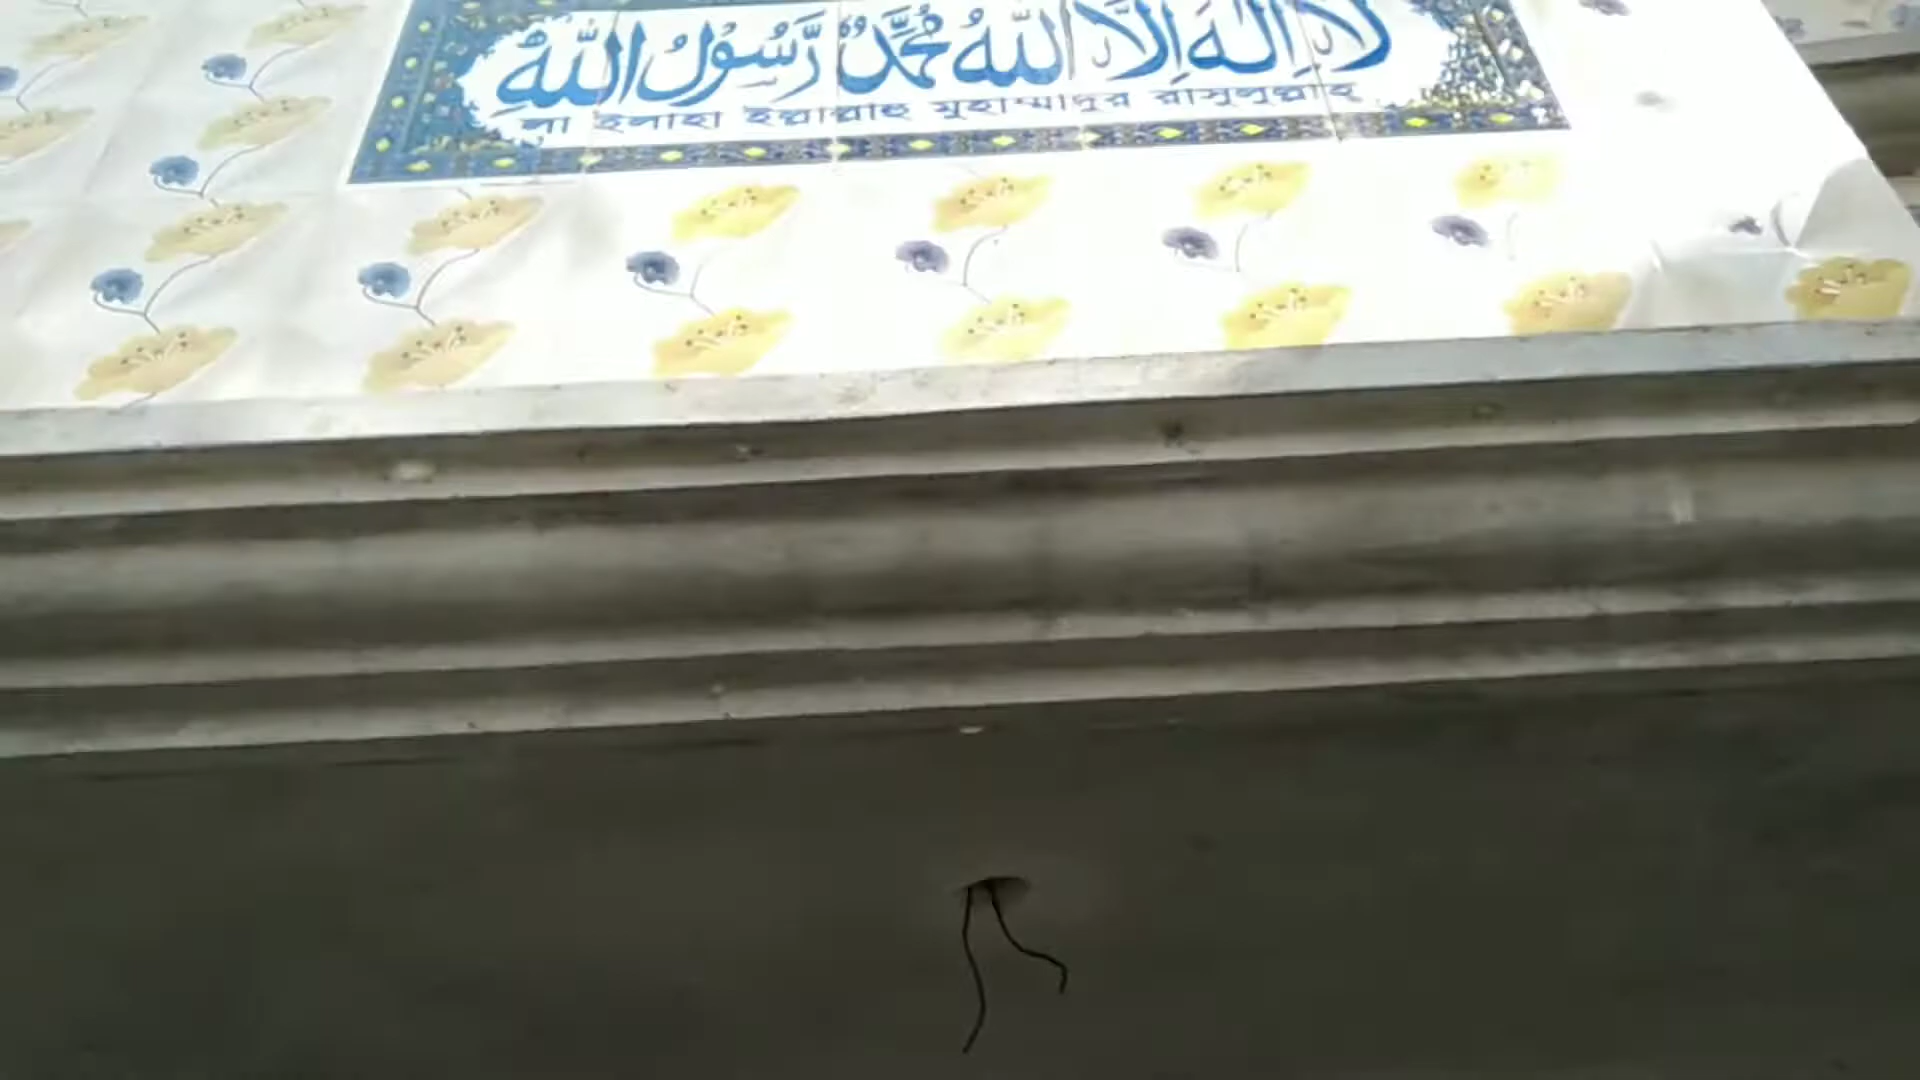 لَا اِلٰهَ اِلَّا اللهُ مُحَمَّدٌ رَّسُوْلُ اللهِ
লা ইলাহা ইল্লাল্লাহু মুহাম্মাদুর রাসুলুল্লাহ্